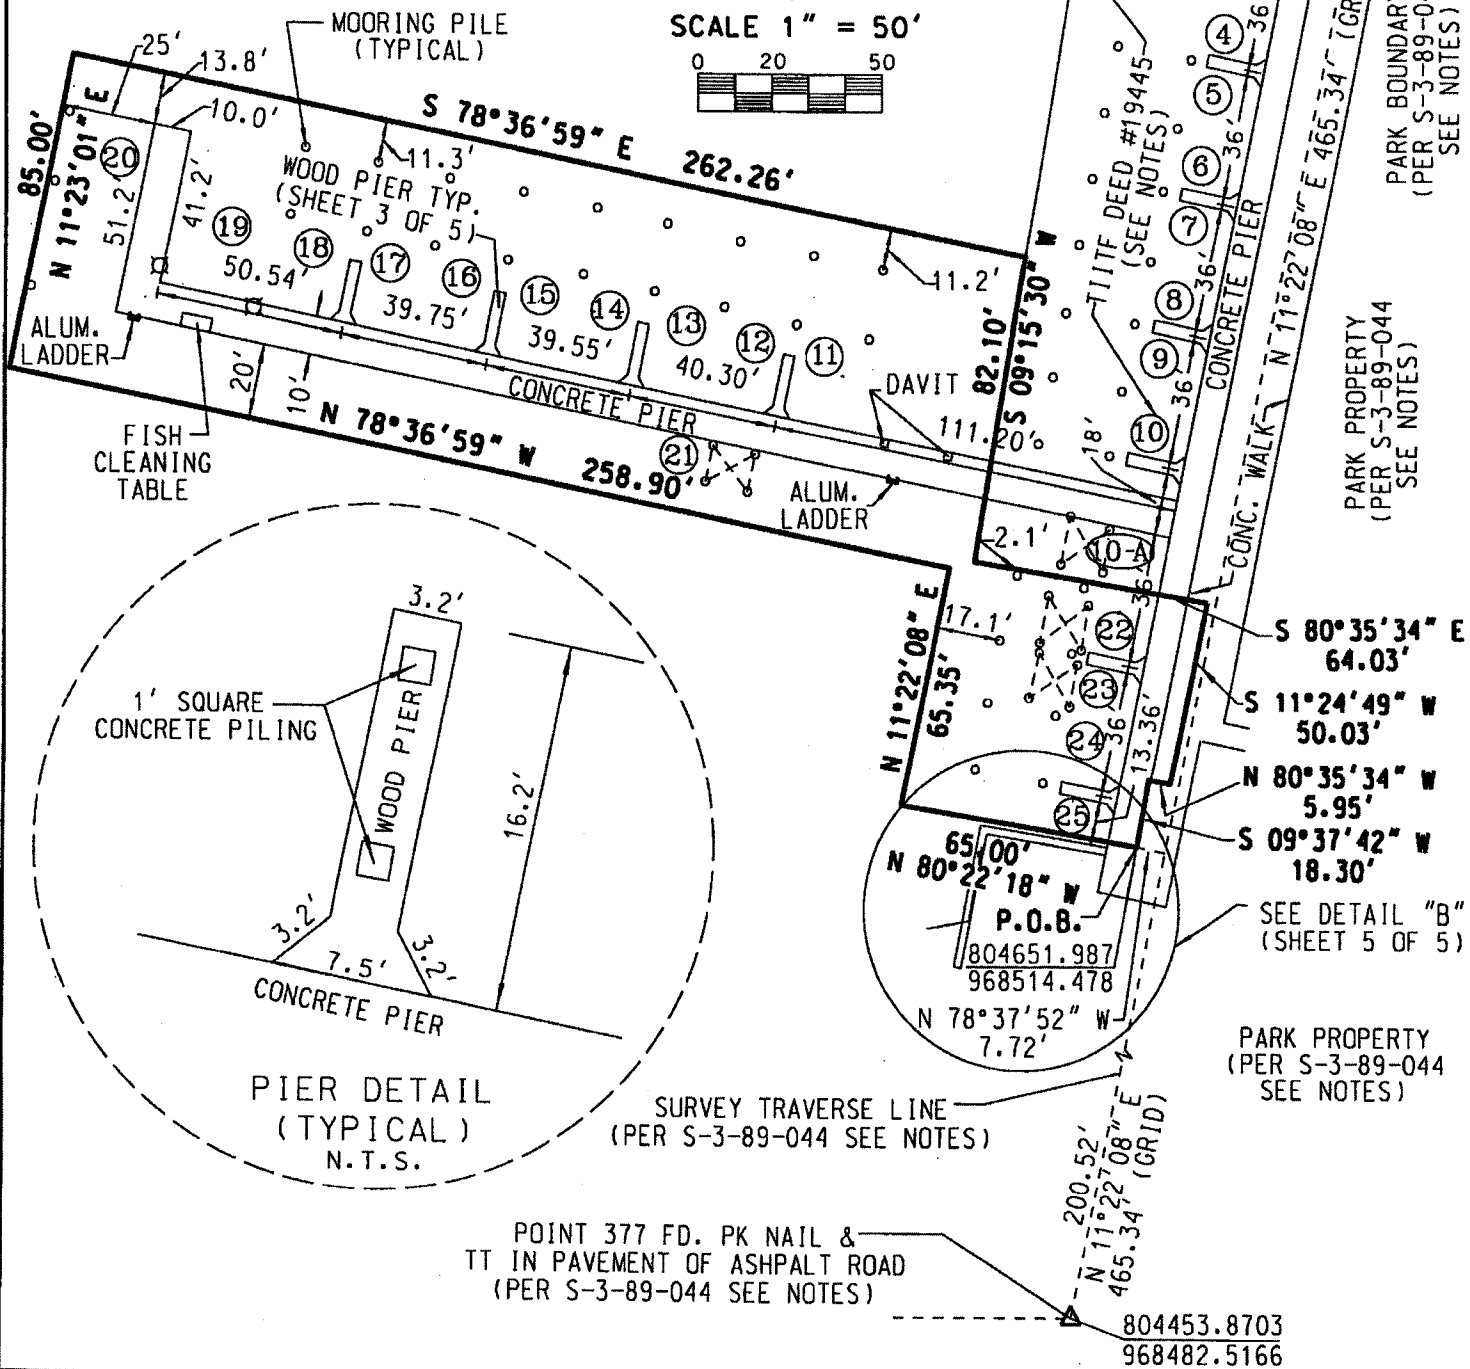 MOORING PILE
(TYPICAL)
SCALE 1" = 50'
0 20 50
25'
13.8'
10.0'
S 78°36'59" E 262.26'
11.3'
WOOD PIER TYP.
(SHEET 3 OF 5)
85.00'
N 11°23'01" E
20
51.2'
41.2'
19
50.54'
18
17
39.75'
16
15
39.55'
14
13
40.30'
12
11
11.2'
ALUM.
LADDER
20'
10'
CONCRETE PIER
N 78°36'59" W 258.90'
FISH
CLEANING
TABLE
21
DAVIT
111.20'
ALUM.
LADDER
82.10'
S 09°15'30" W
TIITF DEED #19445
(SEE NOTES)
4
36'
5
6
36'
7
36'
8
36'
9
36'
10
18'
CONCRETE PIER
CONC. WALK
N 11°22'08" E 465.34' (GR
PARK BOUNDAR
(PER S-3-89-0
SEE NOTES)
PARK PROPERTY
(PER S-3-89-044
SEE NOTES)
2.1'
10-A
36'
17.1'
22
23
36'
24
13.36'
25
N 11°22'08" E
65.35'
S 80°35'34" E
64.03'
S 11°24'49" W
50.03'
N 80°35'34" W
5.95'
S 09°37'42" W
18.30'
65.00'
N 80°22'18" W
P.O.B.
804651.987
968514.478
N 78°37'52" W
7.72'
SEE DETAIL "B"
(SHEET 5 OF 5)
PARK PROPERTY
(PER S-3-89-044
SEE NOTES)
3.2'
1' SQUARE
CONCRETE PILING
WOOD PIER
16.2'
3.2'
7.5'
3.2'
CONCRETE PIER
PIER DETAIL
(TYPICAL)
N.T.S.
SURVEY TRAVERSE LINE
(PER S-3-89-044 SEE NOTES)
200.52'
N 11°22'08" E
465.34' (GRID)
POINT 377 FD. PK NAIL &
TT IN PAVEMENT OF ASHPALT ROAD
(PER S-3-89-044 SEE NOTES)
804453.8703
968482.5166